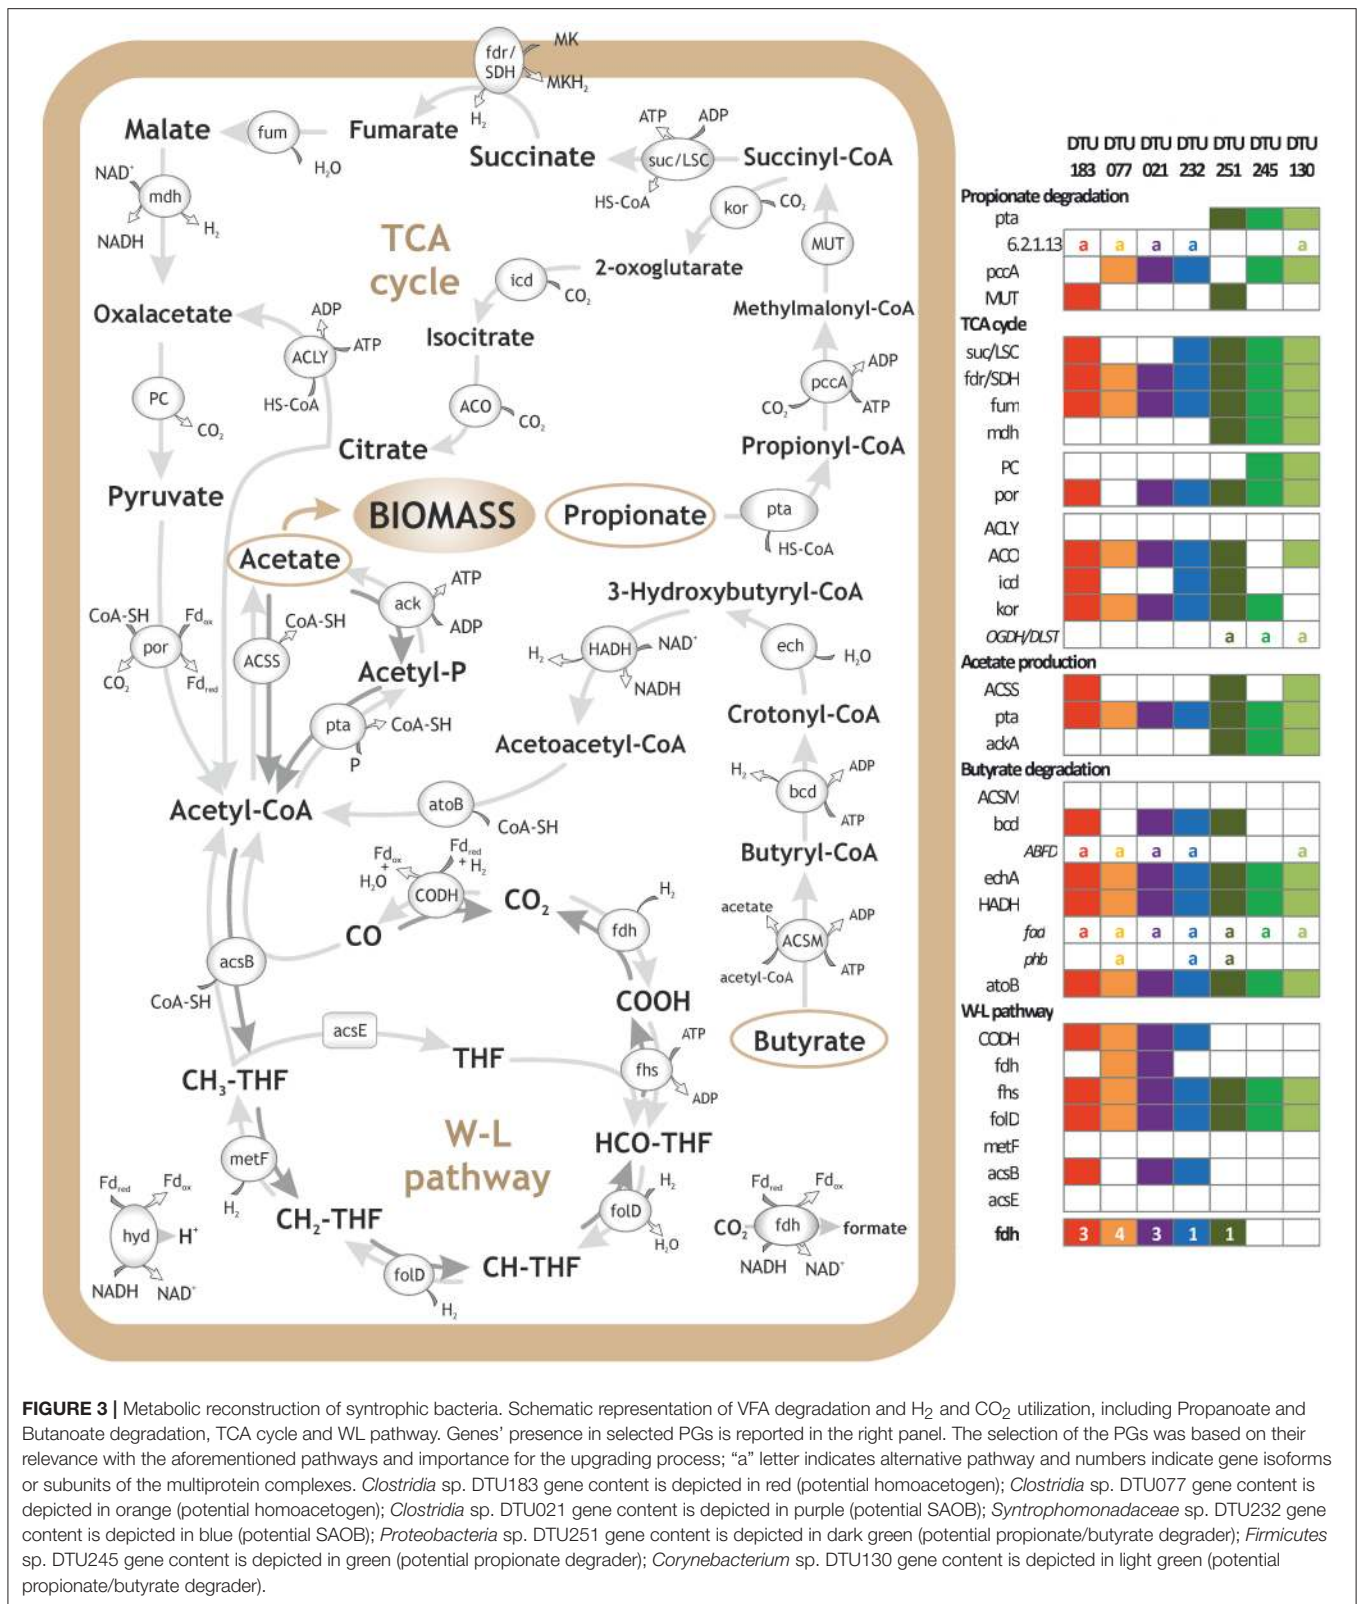 fdr/
SDH
MK
MKH2
H2
Malate
fum
H2O
Fumarate
Succinate
ATP
ADP
suc/LSC
HS-CoA
Succinyl-CoA
kor
CO2
NAD+
mdh
NADH
H2
TCA
cycle
MUT
2-oxoglutarate
icd
CO2
Methylmalonyl-CoA
Oxalacetate
ADP
ATP
ACLY
HS-CoA
Isocitrate
ADP
pccA
CO2
ATP
PC
CO2
ACO
CO2
Citrate
Propionyl-CoA
Pyruvate
BIOMASS
Propionate
pta
HS-CoA
Acetate
ATP
ack
ADP
3-Hydroxybutyryl-CoA
CoA-SH
Fdox
por
CO2
Fdred
CoA-SH
ACSS
Acetyl-P
H2
HADH
NAD+
NADH
ech
H2O
pta
CoA-SH
P
Crotonyl-CoA
Acetoacetyl-CoA
H2
ADP
bcd
ATP
Acetyl-CoA
atoB
CoA-SH
Butyryl-CoA
Fdox
+
H2O
Fdred
+ H2
CODH
CO2
H2
fdh
CO
acetate
ADP
ACSM
acetyl-CoA
ATP
acsB
CoA-SH
COOH
acsE
THF
ATP
fhs
ADP
Butyrate
CH3-THF
W-L
pathway
HCO-THF
metF
H2
Fdred
Fdox
hyd
H+
NADH
NAD+
CH2-THF
folD
H2
CH-THF
H2
folD
H2O
Fdred
Fdox
CO2
fdh
formate
NADH
NAD+
DTU DTU DTU DTU DTU DTU DTU
183 077 021 232 251 245 130
Propionate degradation
pta
6.2.1.13 a a a a a
pccA
MUT
TCA cycle
suc/LSC
fdr/SDH
fum
mdh
PC
por
ACLY
ACO
icd
kor
OGDH/DLST a a a
Acetate production
ACSS
pta
ackA
Butyrate degradation
ACSM
bcd
ABFD a a a a a
echA
HADH
fad a a a a a a a
phb a a a
atoB
W-L pathway
CODH
fdh
fhs
folD
metF
acsB
acsE
fdh 3 4 3 1 1
FIGURE 3 | Metabolic reconstruction of syntrophic bacteria. Schematic representation of VFA degradation and H2 and CO2 utilization, including Propanoate and
Butanoate degradation, TCA cycle and WL pathway. Genes' presence in selected PGs is reported in the right panel. The selection of the PGs was based on their
relevance with the aforementioned pathways and importance for the upgrading process; “a” letter indicates alternative pathway and numbers indicate gene isoforms
or subunits of the multiprotein complexes. Clostridia sp. DTU183 gene content is depicted in red (potential homoacetogen); Clostridia sp. DTU077 gene content is
depicted in orange (potential homoacetogen); Clostridia sp. DTU021 gene content is depicted in purple (potential SAOB); Syntrophomonadaceae sp. DTU232 gene
content is depicted in blue (potential SAOB); Proteobacteria sp. DTU251 gene content is depicted in dark green (potential propionate/butyrate degrader); Firmicutes
sp. DTU245 gene content is depicted in green (potential propionate degrader); Corynebacterium sp. DTU130 gene content is depicted in light green (potential
propionate/butyrate degrader).